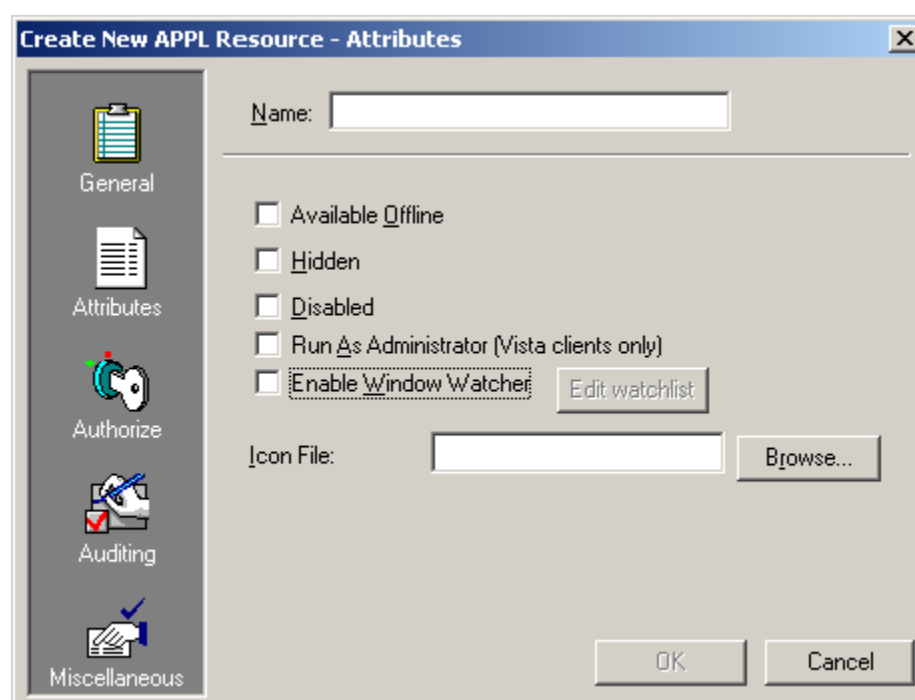 Create New APPL Resource - Attributes
Name:
General
Available Offline
Hidden
Attributes
Disabled
Run As Administrator (Vista clients only)
Enable Window Watcher
Edit watchlist
Authorize
Icon File:
Browse...
Auditing
OK
Cancel
Miscellaneous